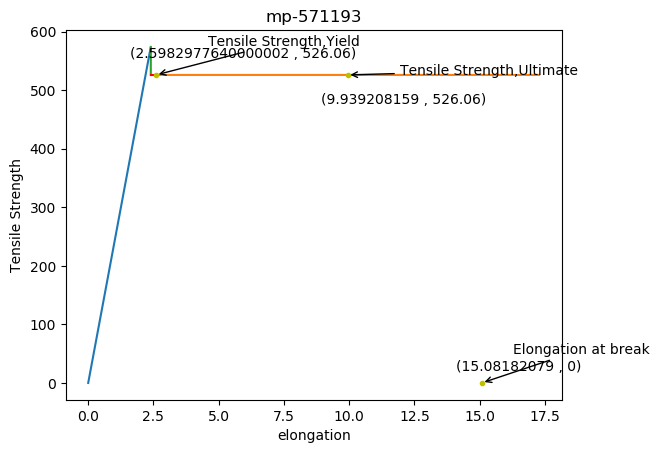 mp-571193
Tensile Strength,Yield
(2.5982977640000002 , 526.06)
Tensile Strength,Ultimate
(9.939208159 , 526.06)
Elongation at break
(15.08182079 , 0)
600
500
400
300
200
100
0
Tensile Strength
0.0 2.5 5.0 7.5 10.0 12.5 15.0 17.5
elongation